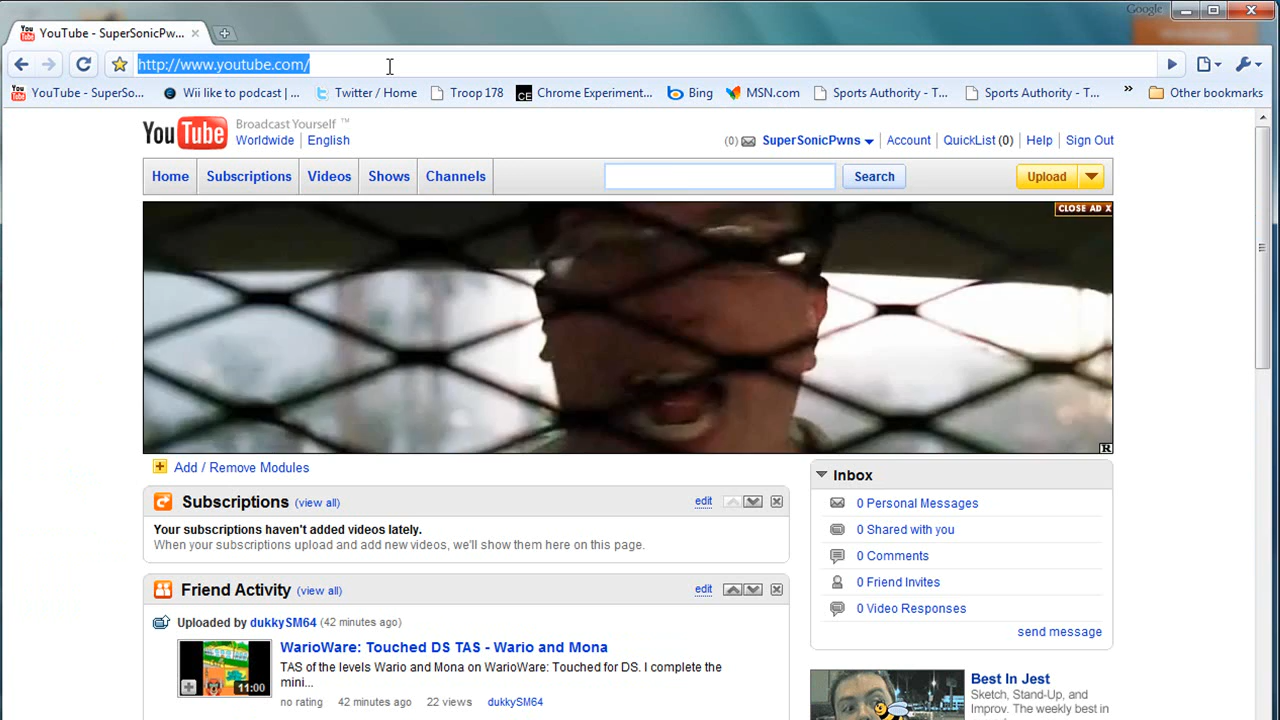 Google
YouTube - SuperSonicPw...
http://www.youtube.com/
YouTube - SuperSo...
Wii like to podcast | ...
Twitter / Home
Troop 178
CE
Chrome Experiment...
Bing
MSN.com
Sports Authority - T...
Sports Authority - T...
»
Other bookmarks
YouTube
Broadcast Yourself ™
Worldwide
English
(0)
SuperSonicPwns
Account
QuickList (0)
Help
Sign Out
Home
Subscriptions
Videos
Shows
Channels
Search
Upload
CLOSE AD X
R
Add / Remove Modules
Subscriptions (view all)
edit
Your subscriptions haven't added videos lately.
When your subscriptions upload and add new videos, we'll show them here on this page.
Friend Activity (view all)
edit
Uploaded by dukkySM64 (42 minutes ago)
WarioWare: Touched DS TAS - Wario and Mona
TAS of the levels Wario and Mona on WarioWare: Touched for DS. I complete the
mini...
11:00
no rating 42 minutes ago 22 views dukkySM64
Inbox
0 Personal Messages
0 Shared with you
0 Comments
0 Friend Invites
0 Video Responses
send message
Best In Jest
Sketch, Stand-Up, and
Improv. The weekly best in